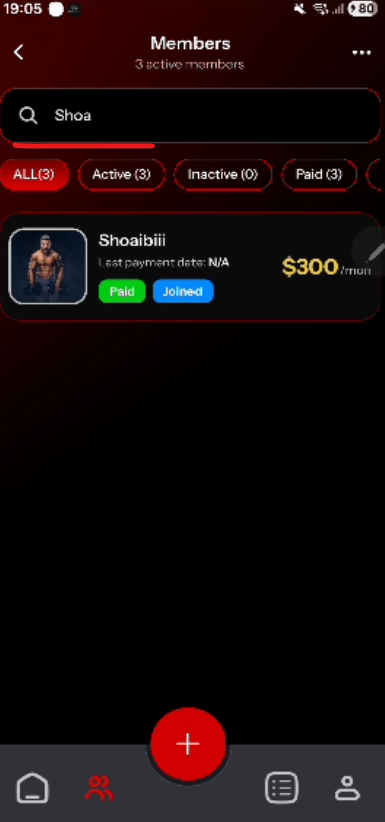 19:05
80
Members
3 active members
Shoa
ALL(3) Active (3) Inactive (0) Paid (3)
Shoaibiii
Last payment date: N/A
$300 /mon
Paid Joined